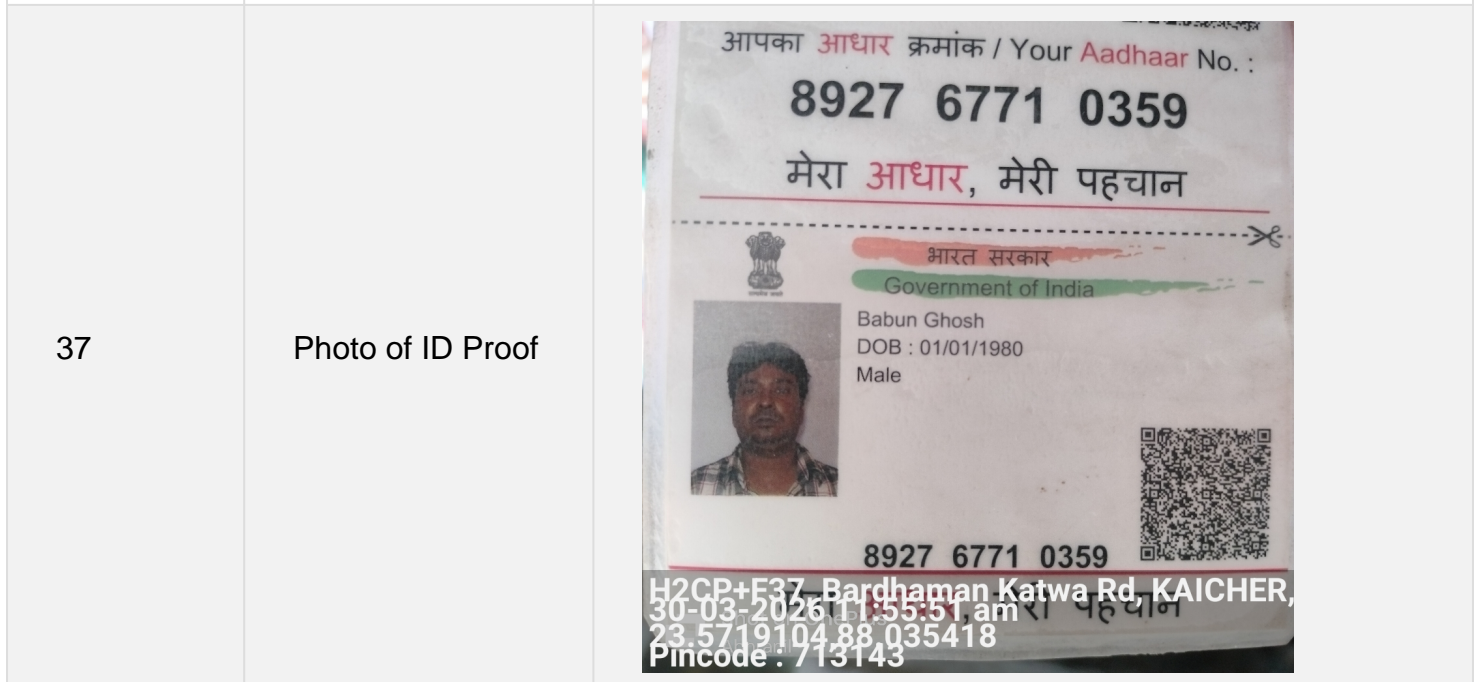 37
Photo of ID Proof
आपका आधार क्रमांक / Your Aadhaar No. :
8927 6771 0359
मेरा आधार, मेरी पहचान
भारत सरकार
Government of India
Babun Ghosh
DOB : 01/01/1980
Male
8927 6771 0359
मेरी पहचान
H2CP+F37, Bardhaman Katwa Rd, KAICHER,
30-03-2026 11:55:51 am
23.5719104,88.035418
Pincode : 713143